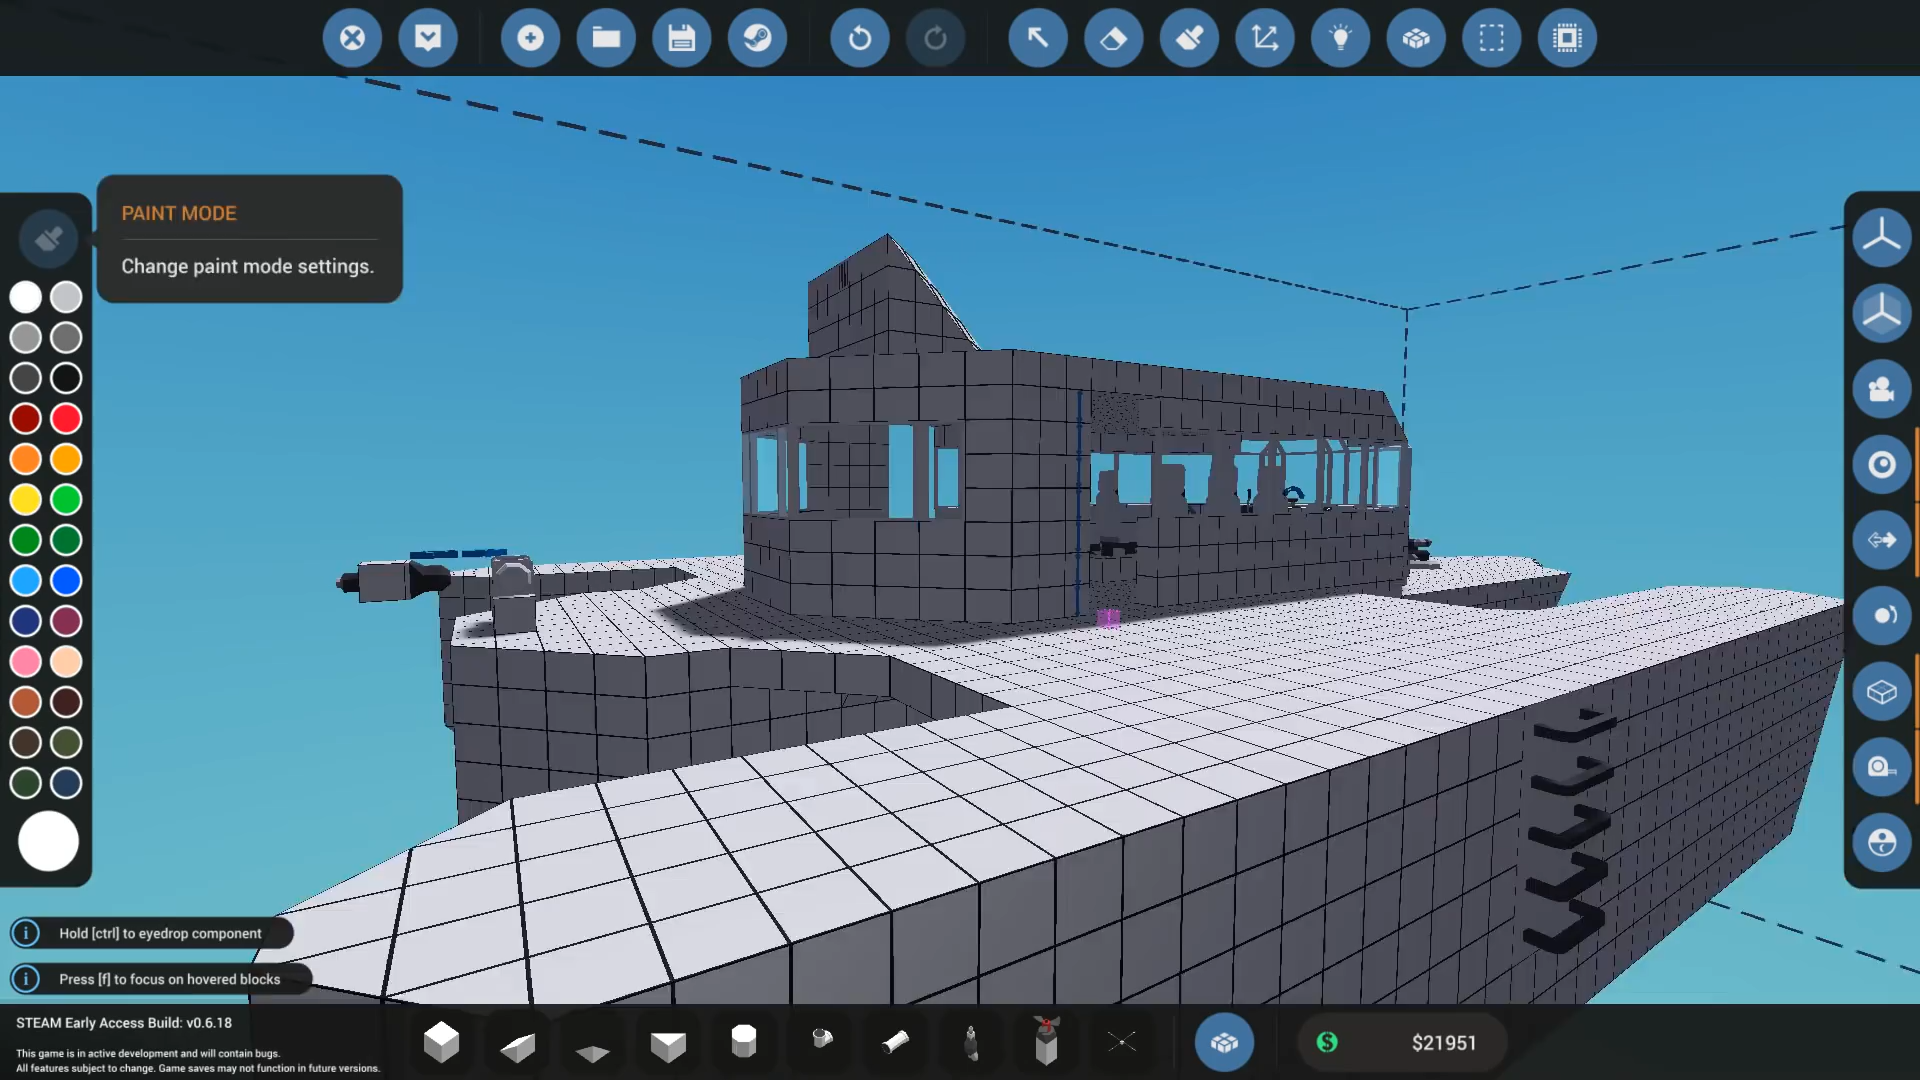 PAINT MODE
Change paint mode settings.
Hold [ctrl] to eyedrop component
Press [f] to focus on hovered blocks
STEAM Early Access Build: v0.6.18
This game is in active development and will contain bugs.
All features subject to change. Game saves may not function in future versions.
$21951